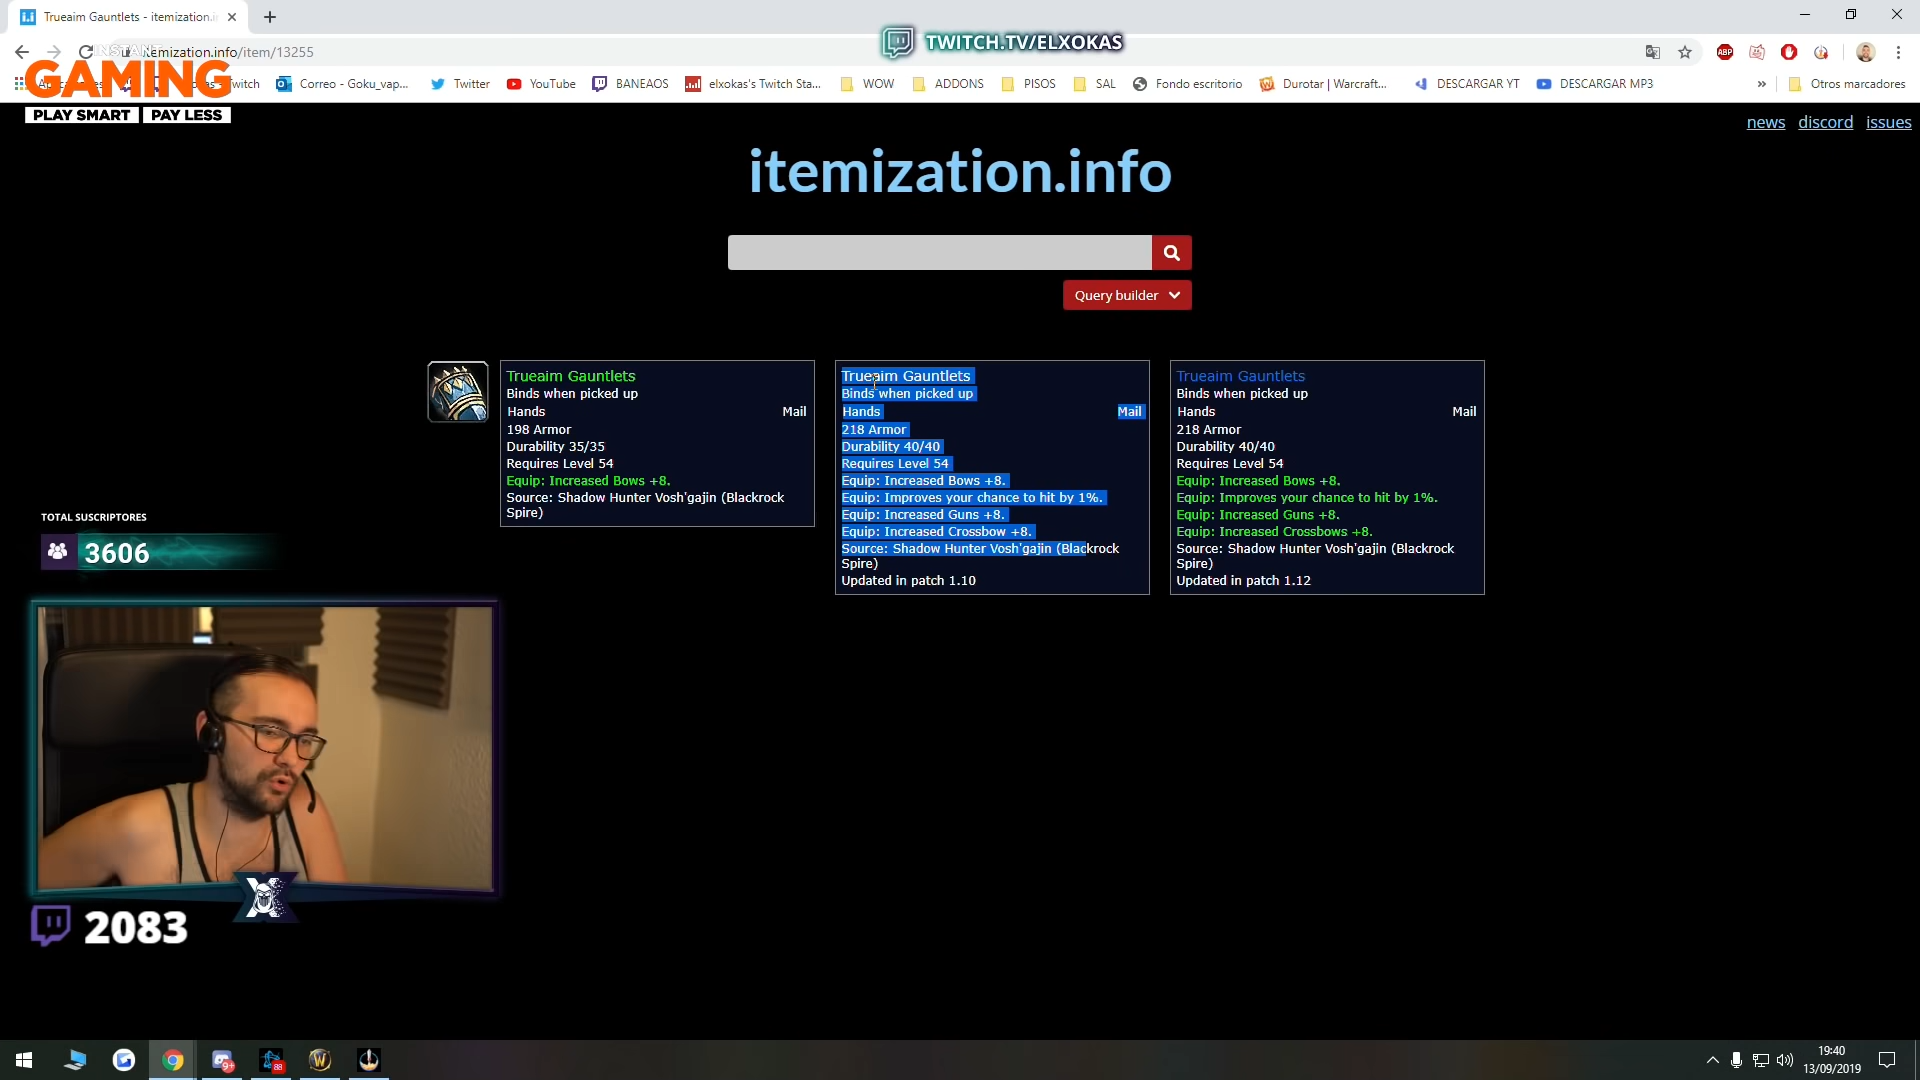 Trueaim Gauntlets - itemization.i
TWITCH.TV/ELXOKAS
INSTANT
itemization.info/item/13255
GAMING
PLAY SMART PAY LESS
Twitch
Correo - Goku_vap...
Twitter
YouTube
BANEAOS
elxokas's Twitch Sta...
WOW
ADDONS
PISOS
SAL
Fondo escritorio
Durotar | Warcraft...
DESCARGAR YT
DESCARGAR MP3
»
Otros marcadores
ABP
news discord issues
itemization.info
Query builder
Trueaim Gauntlets
Binds when picked up
Hands Mail
198 Armor
Durability 35/35
Requires Level 54
Equip: Increased Bows +8.
Source: Shadow Hunter Vosh'gajin (Blackrock
Spire)
Trueaim Gauntlets
Binds when picked up
Hands Mail
218 Armor
Durability 40/40
Requires Level 54
Equip: Increased Bows +8.
Equip: Improves your chance to hit by 1%.
Equip: Increased Guns +8.
Equip: Increased Crossbow +8.
Source: Shadow Hunter Vosh'gajin (Blackrock
Spire)
Updated in patch 1.10
Trueaim Gauntlets
Binds when picked up
Hands Mail
218 Armor
Durability 40/40
Requires Level 54
Equip: Increased Bows +8.
Equip: Improves your chance to hit by 1%.
Equip: Increased Guns +8.
Equip: Increased Crossbows +8.
Source: Shadow Hunter Vosh'gajin (Blackrock
Spire)
Updated in patch 1.12
TOTAL SUSCRIPTORES
3606
X
2083
9+
88
19:40
13/09/2019